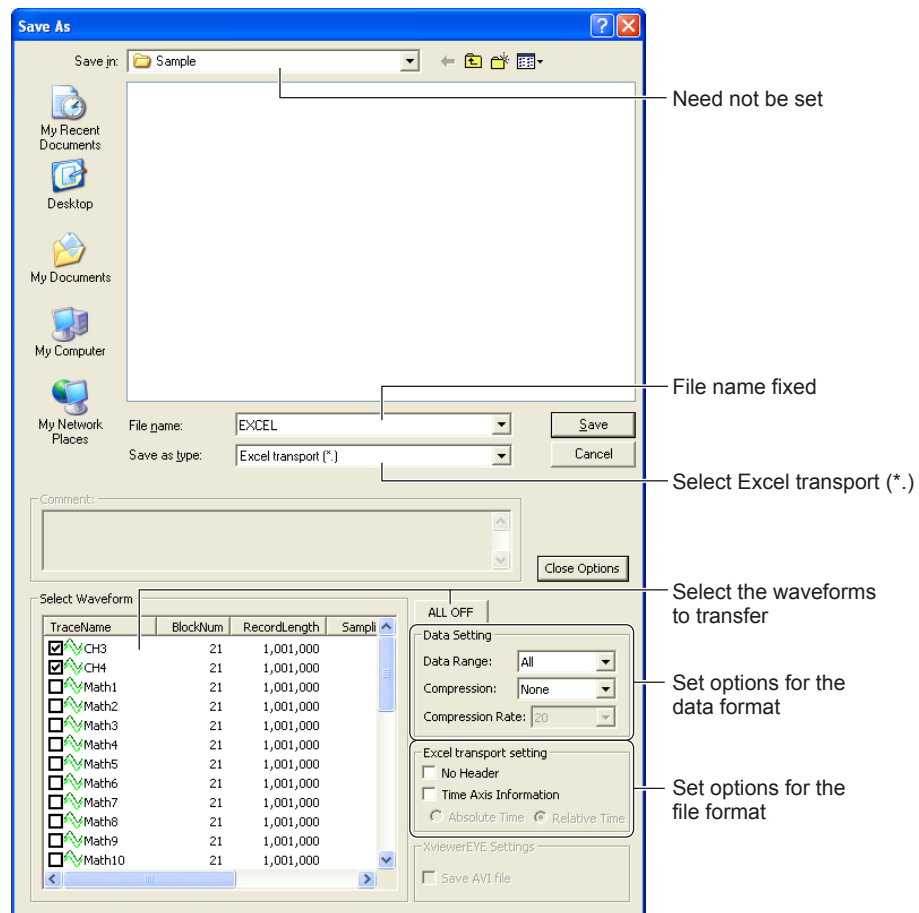 Save As
Save in: Sample
Need not be set
My Recent
Documents
Desktop
My Documents
My Computer
My Network
Places
File name: EXCEL Save
File name fixed
Save as type: Excel transport (*.) Cancel
Select Excel transport (*.)
Comment:
Close Options
Select the waveforms
to transfer
Select Waveform
ALL OFF
TraceName BlockNum RecordLength Sampli
CH3 21 1,001,000
CH4 21 1,001,000
Math1 21 1,001,000
Math2 21 1,001,000
Math3 21 1,001,000
Math4 21 1,001,000
Math5 21 1,001,000
Math6 21 1,001,000
Math7 21 1,001,000
Math8 21 1,001,000
Math9 21 1,001,000
Math10 21 1,001,000
Data Setting
Data Range: All
Compression: None
Compression Rate: 20
Set options for the
data format
Excel transport setting
No Header
Time Axis Information
Absolute Time Relative Time
Set options for the
file format
XviewerEYE Settings
Save AVI file